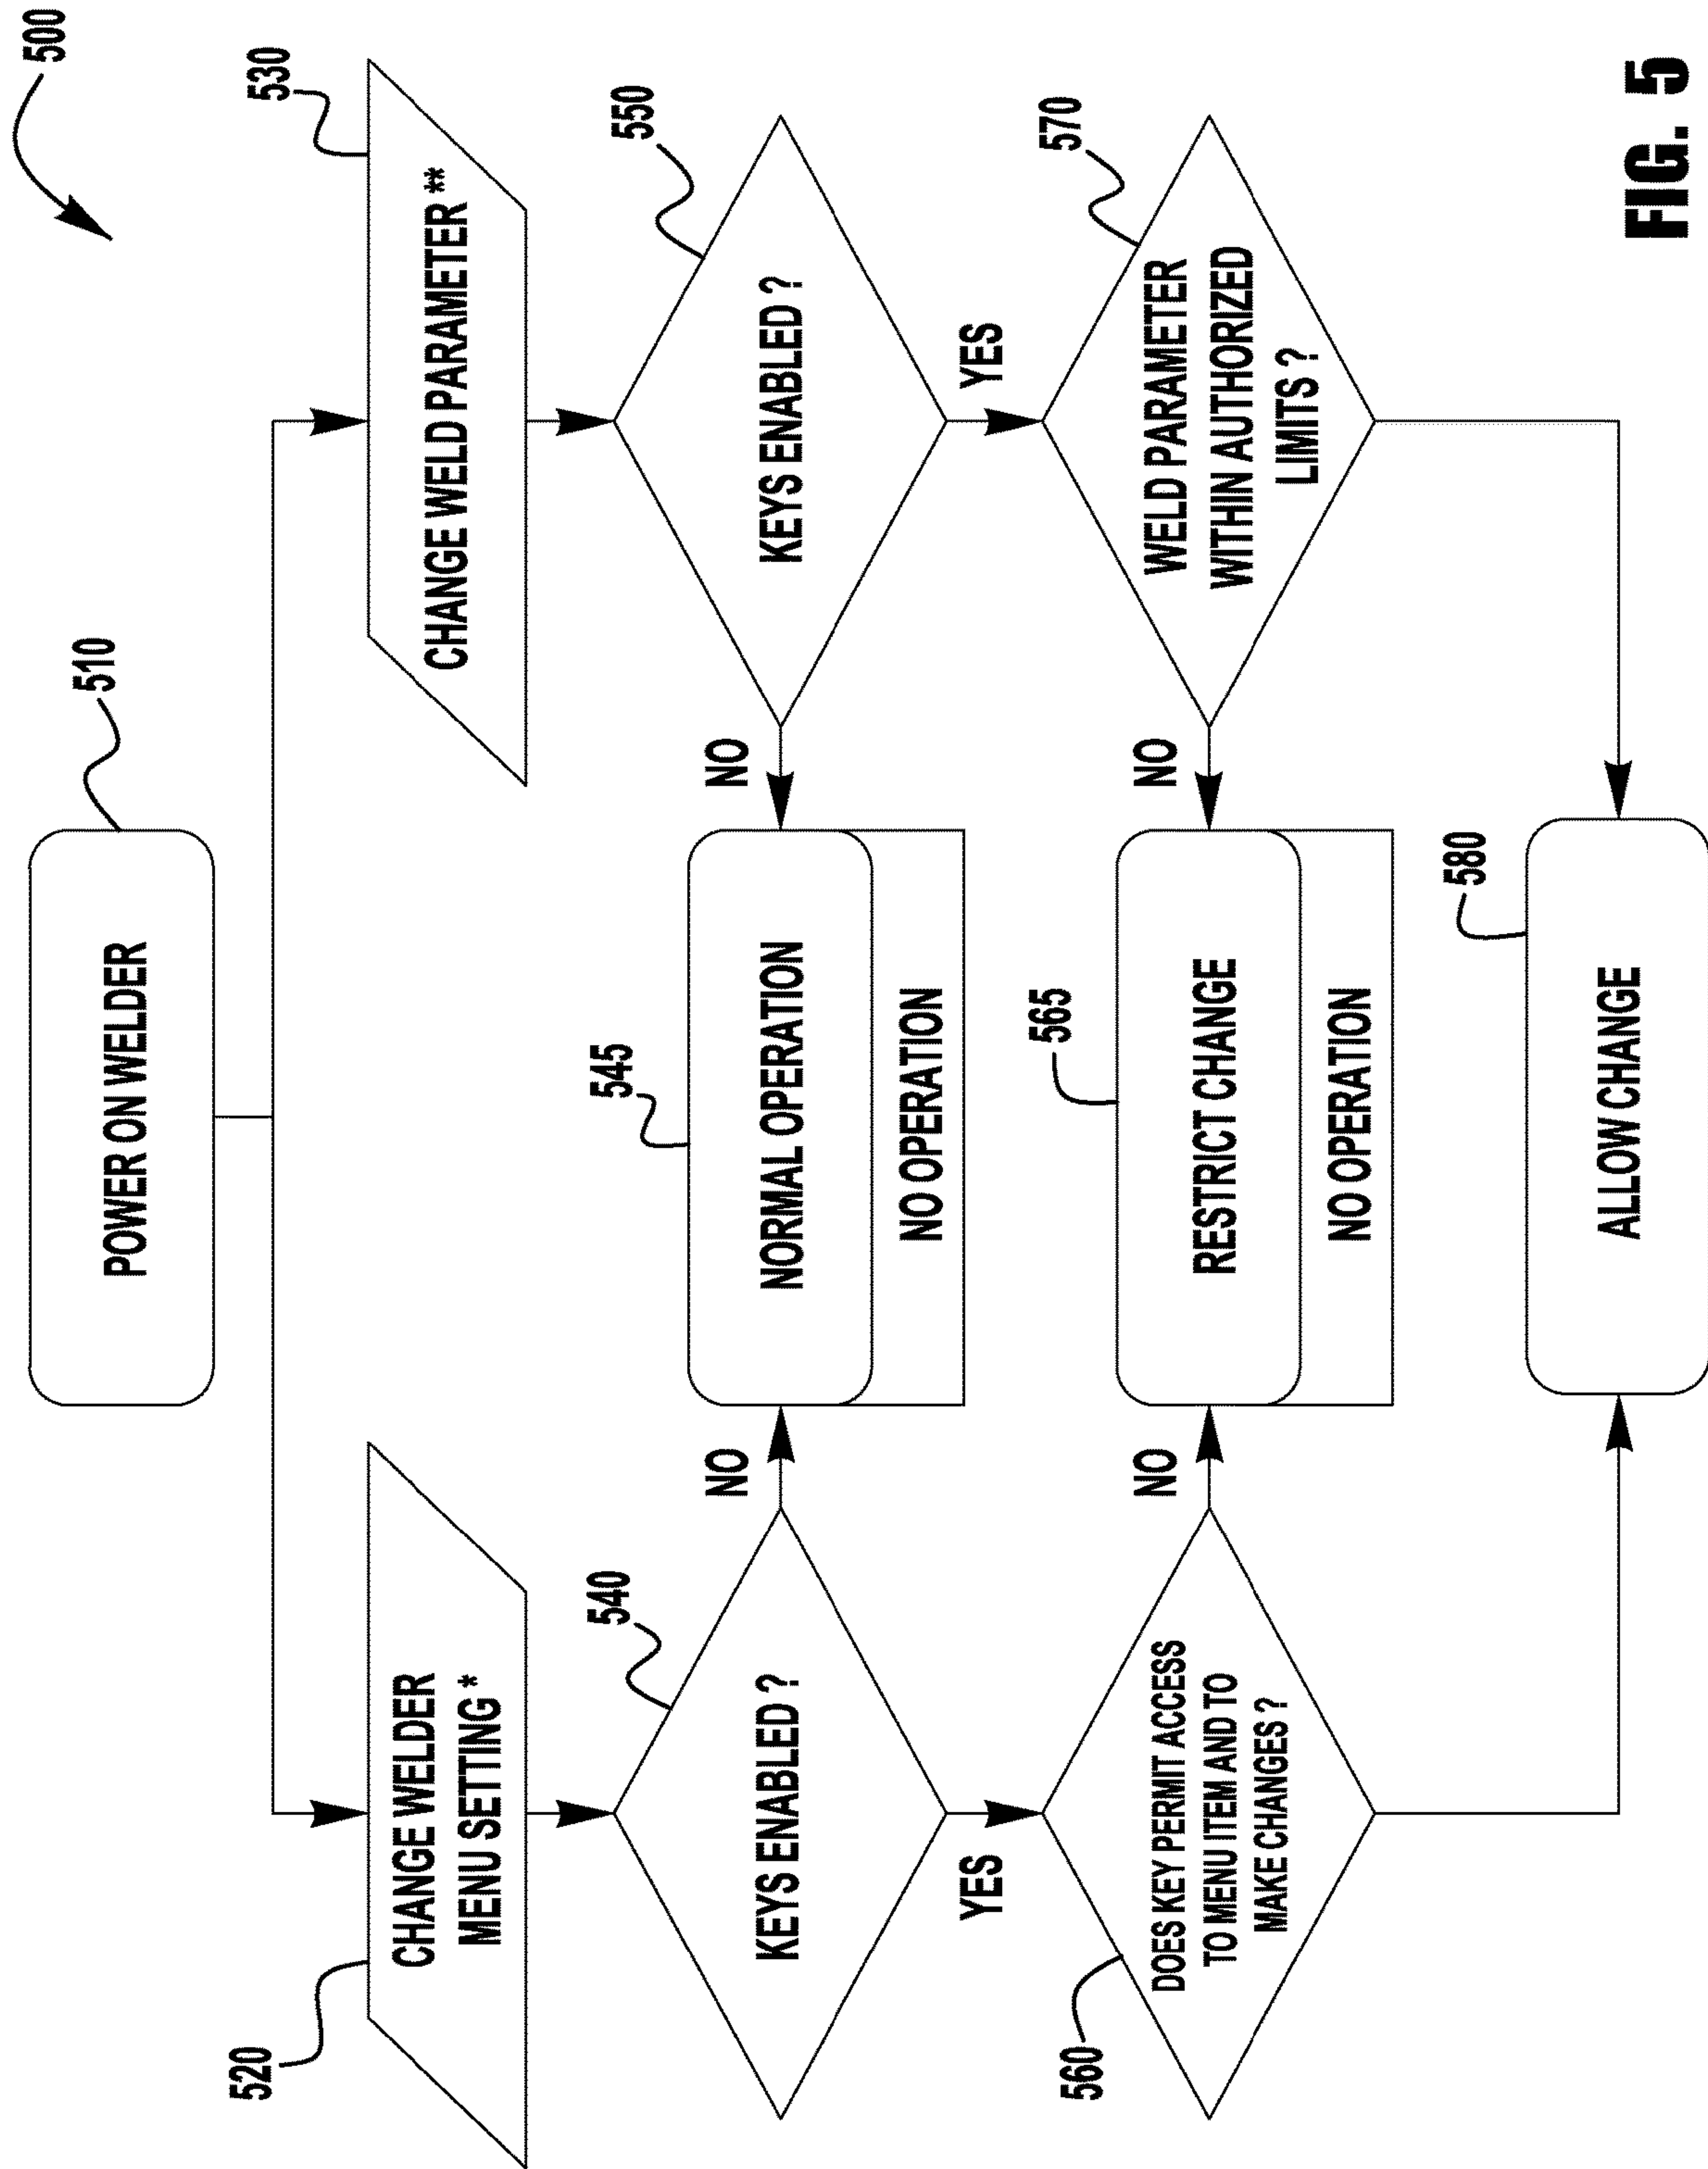 500
510
POWER ON WELDER
520
CHANGE WELDER
MENU SETTING *
530
CHANGE WELD PARAMETER **
540
KEYS ENABLED ?
NO
545
NORMAL OPERATION
NO OPERATION
NO
550
KEYS ENABLED ?
YES
YES
560
DOES KEY PERMIT ACCESS
TO MENU ITEM AND TO
MAKE CHANGES ?
NO
565
RESTRICT CHANGE
NO OPERATION
NO
570
WELD PARAMETER
WITHIN AUTHORIZED
LIMITS ?
580
ALLOW CHANGE
FIG. 5